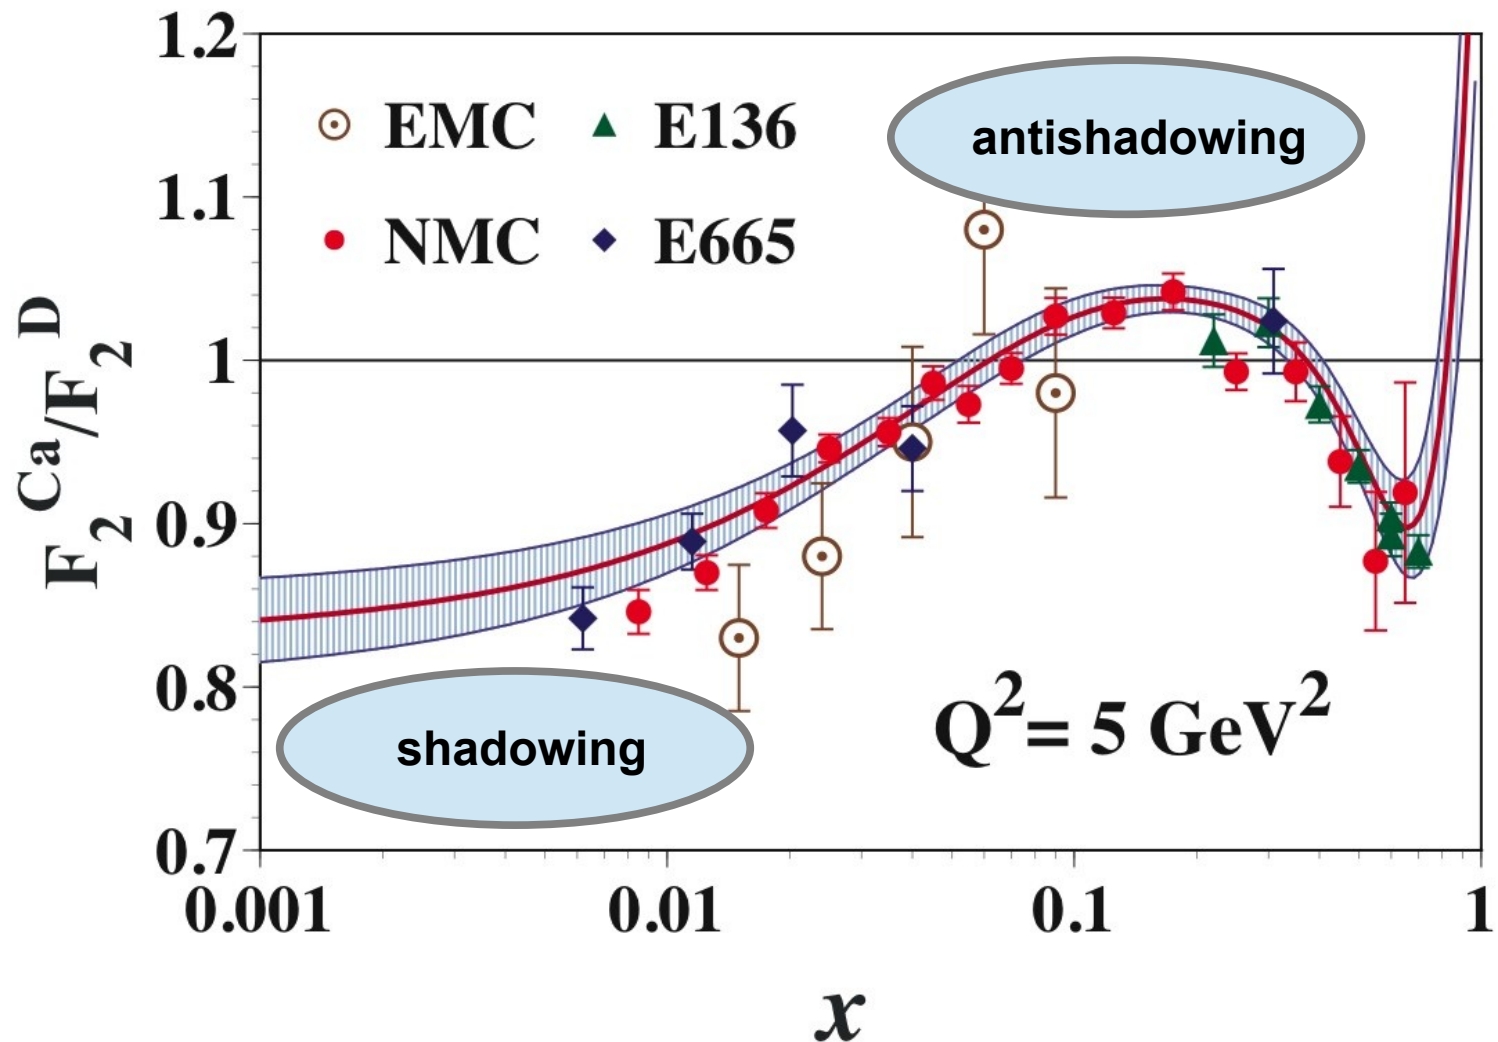 1.2
EMC
E136
antishadowing
1.1
NMC
E665
F₂ᶜᵃ/F₂ᴰ
1
0.9
0.8
shadowing
Q²= 5 GeV²
0.7
0.001
0.01
0.1
1
x